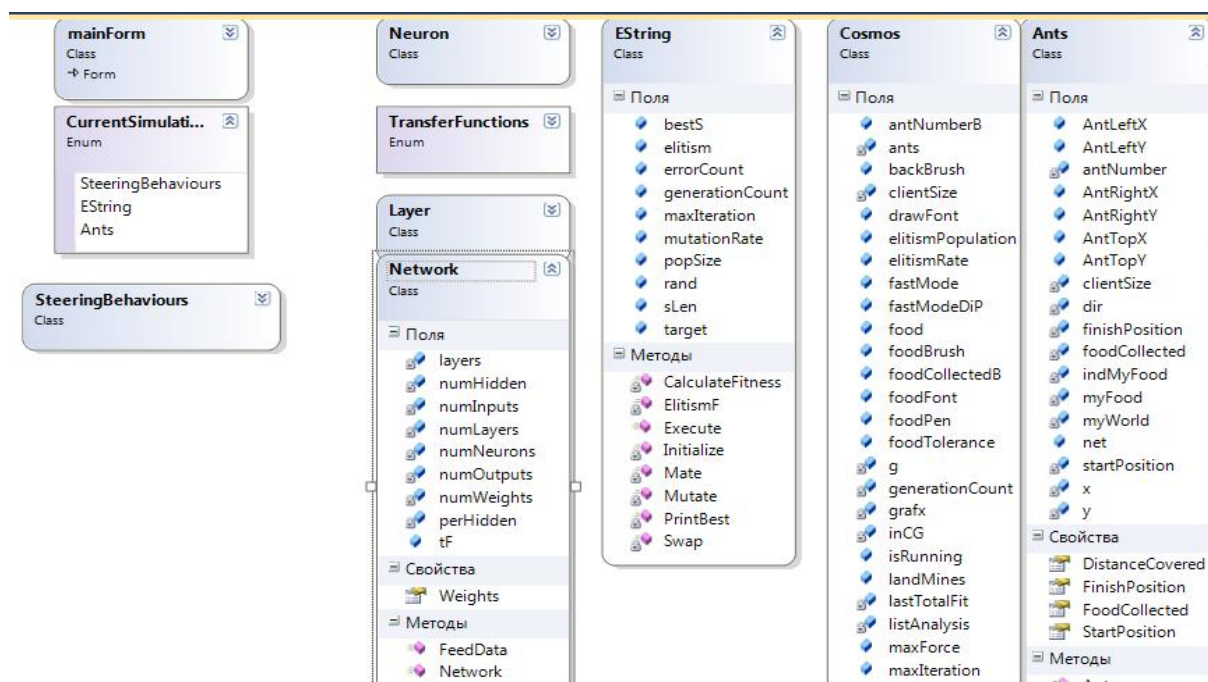 mainForm
Class
Form
CurrentSimulati...
Enum
SteeringBehaviours
EString
Ants
SteeringBehaviours
Class
Neuron
Class
TransferFunctions
Enum
Layer
Class
Network
Class
Поля
layers
numHidden
numInputs
numLayers
numNeurons
numOutputs
numWeights
perHidden
tF
Свойства
Weights
Методы
FeedData
Network
EString
Class
Поля
bestS
elitism
errorCount
generationCount
maxIteration
mutationRate
popSize
rand
sLen
target
Методы
CalculateFitness
ElitismF
Execute
Initialize
Mate
Mutate
PrintBest
Swap
Cosmos
Class
Поля
antNumberB
ants
backBrush
clientSize
drawFont
elitismPopulation
elitismRate
fastMode
fastModeDiP
food
foodBrush
foodCollectedB
foodFont
foodPen
foodTolerance
g
generationCount
grafx
inCG
isRunning
landMines
lastTotalFit
listAnalysis
maxForce
maxIteration
Ants
Class
Поля
AntLeftX
AntLeftY
antNumber
AntRightX
AntRightY
AntTopX
AntTopY
clientSize
dir
finishPosition
foodCollected
indMyFood
myFood
myWorld
net
startPosition
x
y
Свойства
DistanceCovered
FinishPosition
FoodCollected
StartPosition
Методы